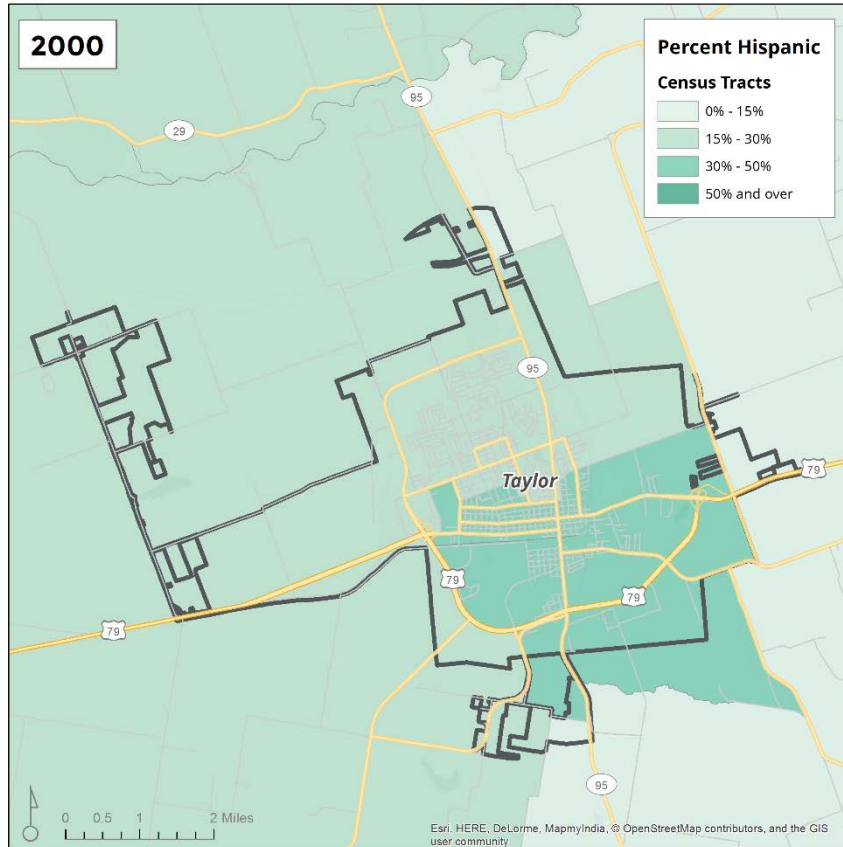 2000
Percent Hispanic
Census Tracts
0% - 15%
15% - 30%
30% - 50%
50% and over
95
29
95
Taylor
79
79
79
79
95
0 0.5 1 2 Miles
Esri, HERE, DeLorme, MapmyIndia, © OpenStreetMap contributors, and the GIS
user community